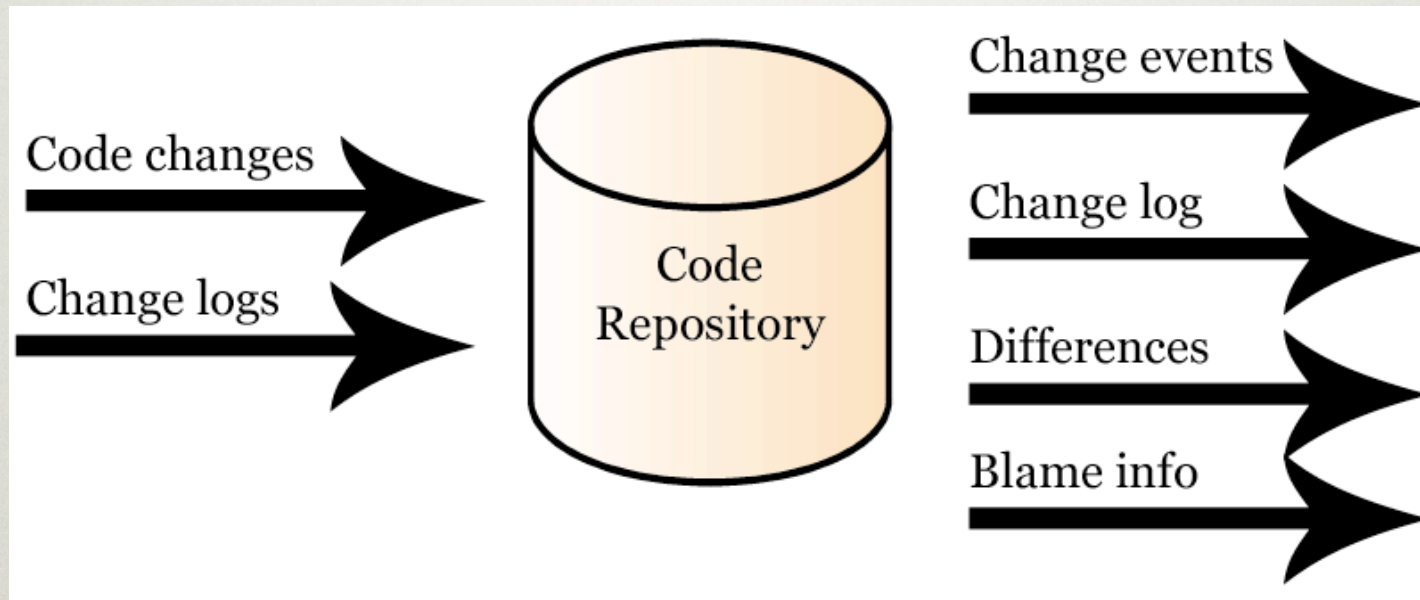 Code changes
Change logs
Code
Repository
Change events
Change log
Differences
Blame info